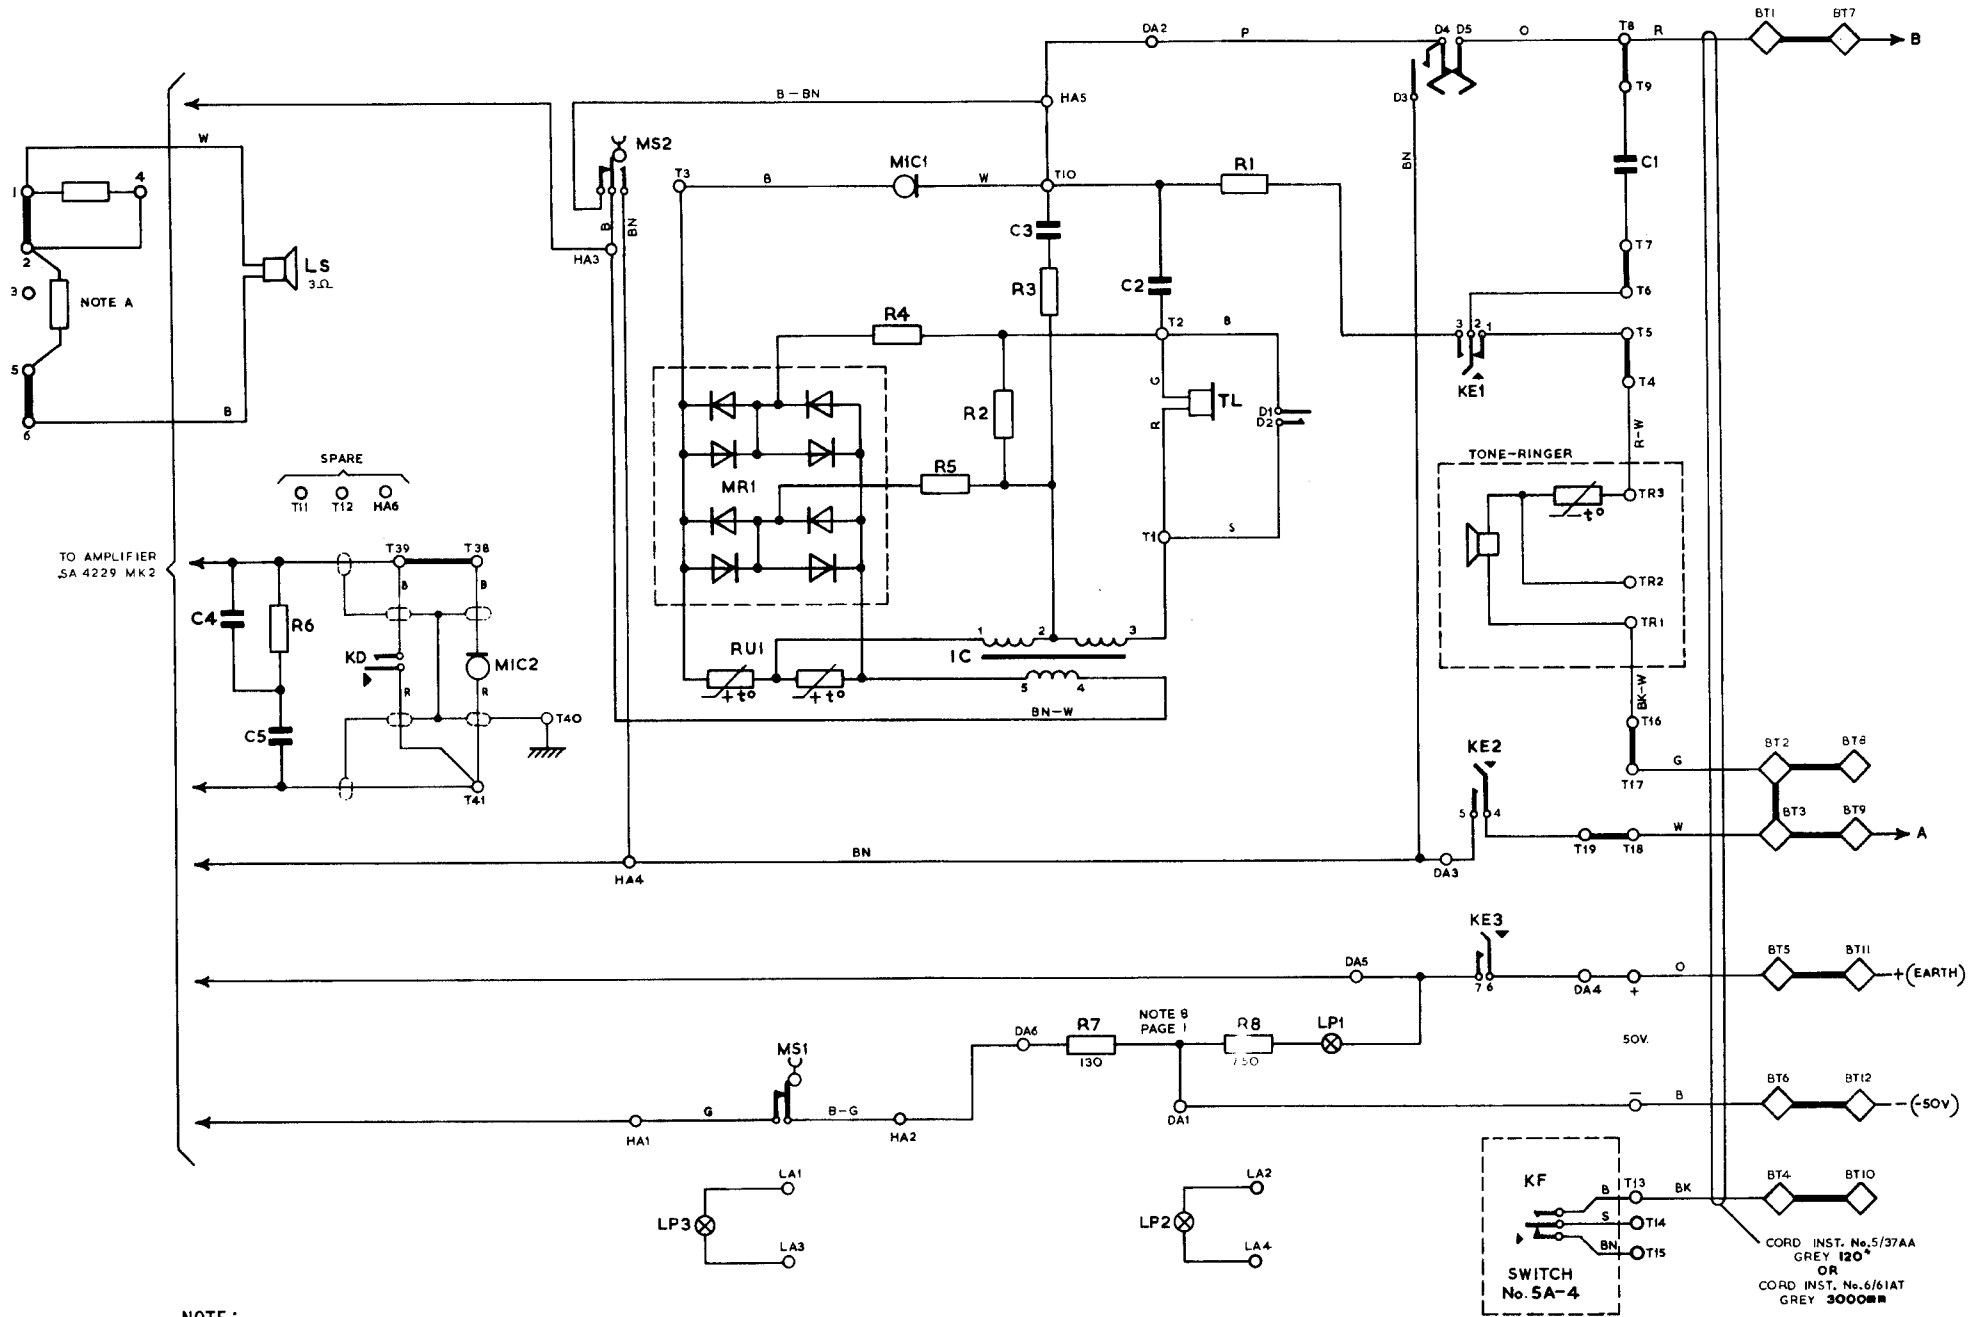 DA2
P
D4 D5
O
T8
R
BT1
BT7
B
B-BN
HA5
D3
T9
W
MS2
T3
B
MIC1
W
T10
R1
BN
C1
1
4
B
BN
C3
T7
2
HA3
LS
3Ω
R3
C2
T6
3
NOTE A
R4
T2
B
3 2 1
T5
5
KE1
T4
G
TL
R2
D1
D2
B
6
R
R-W
SPARE
TONE-RINGER
T11
T12
HA6
MR1
R5
TR3
-t°
T1
S
TO AMPLIFIER
SA 4229 MK2
T39
T38
B
B
TR2
C4
R6
TR1
1
2
3
KD
MIC2
RU1
IC
R
R
+t°
+t°
5
4
BK-W
BN-W
C5
T40
T16
T41
KE2
G
BT2
BT8
T17
5
4
BT3
BT9
W
A
T19
T18
BN
HA4
DA3
KE3
DA5
7 6
DA4
+
O
BT5
BT11
+(EARTH)
NOTE 8
PAGE 1
DA6
R7
130
R8
750
LP1
50V.
MS1
BT6
BT12
G
B-G
–
B
-(-50V)
HA1
HA2
DA1
LA1
LA2
KF
B
T13
BK
BT4
BT10
LP3
LP2
S
T14
LA3
LA4
BN
T15
SWITCH
No. 5A-4
CORD INST. No.5/37AA
GREY 120"
OR
CORD INST. No.6/61AT
GREY 3000mm
NOTE: